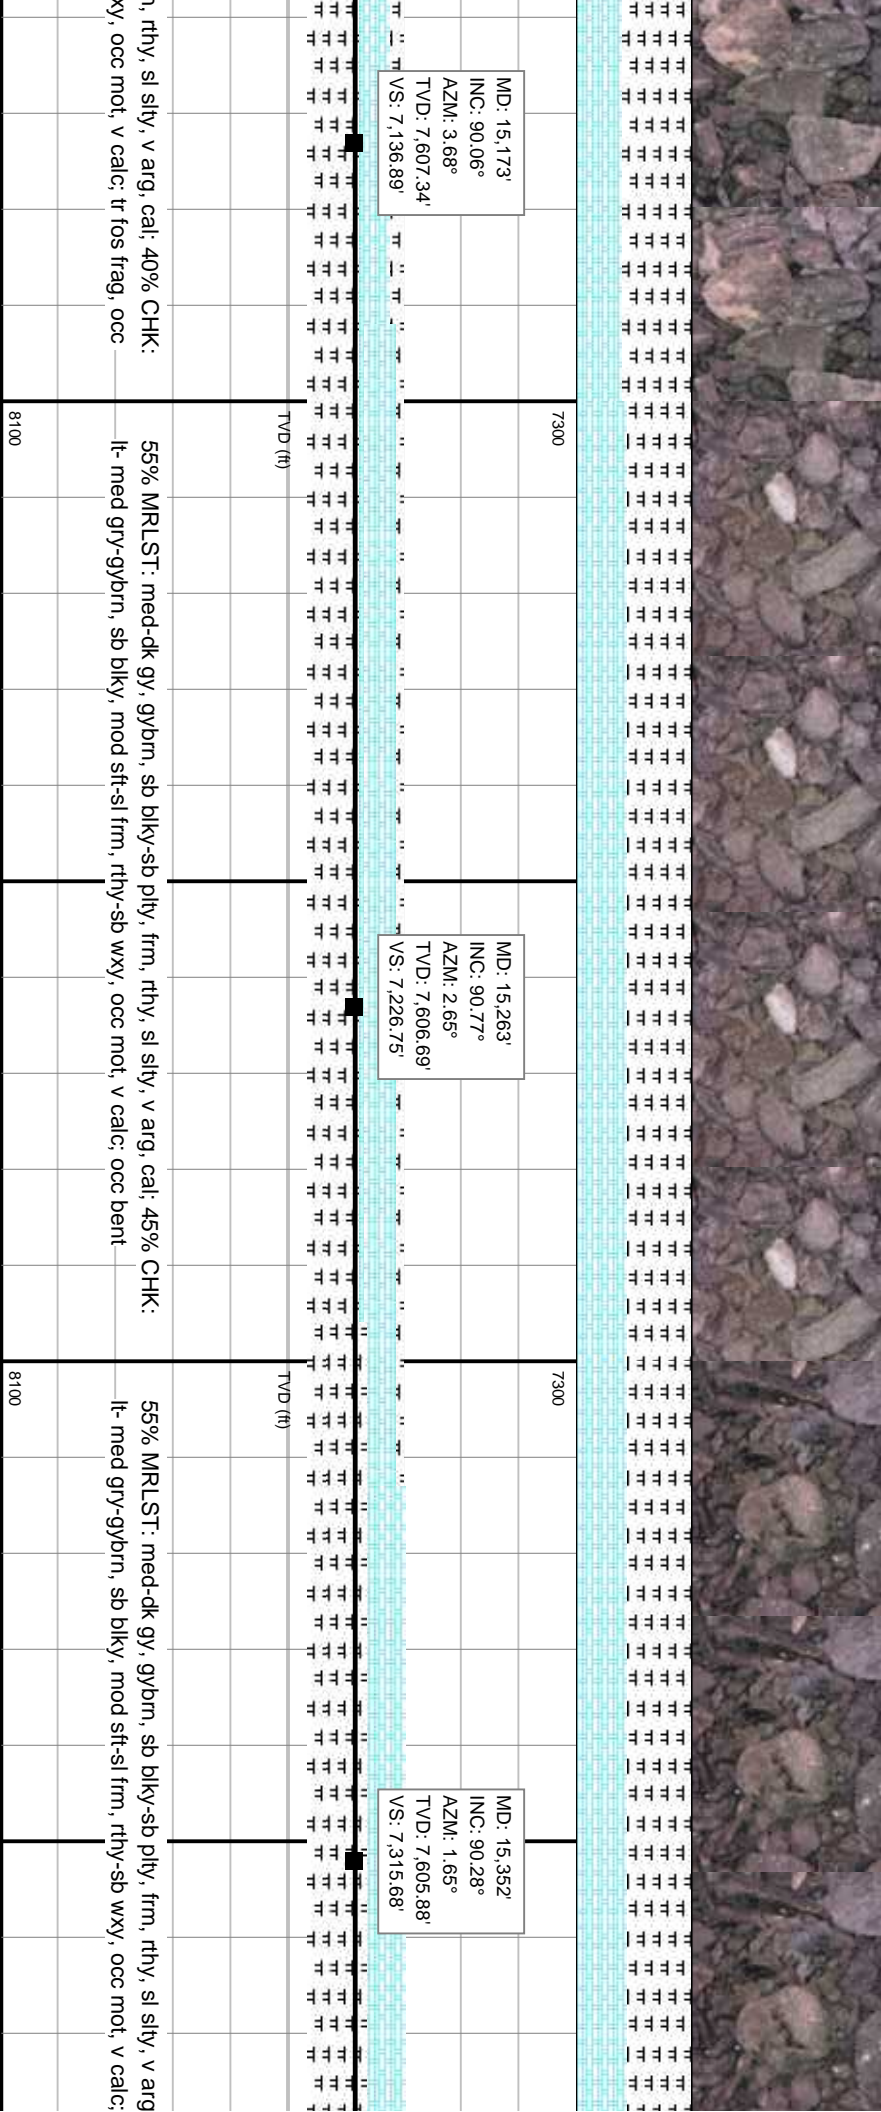 n, rthy, sl slty, v arg, cal; 40% CHK:
xy, occ mot, v calc; tr fos frag, occ
MD: 15,173'
INC: 90.06°
AZM: 3.68°
TVD: 7,607.34'
VS: 7,136.89'
7300
TVD (ft)
8100
55% MRLST: med-dk gy, gybrn, sb blky-sb plty, frm, rthy, sl slty, v arg, cal; 45% CHK:
lt- med gry-gybrn, sb blky, mod sft-sl frm, rthy-sb wxy, occ mot, v calc; occ bent
MD: 15,263'
INC: 90.77°
AZM: 2.65°
TVD: 7,606.69'
VS: 7,226.75'
7300
TVD (ft)
8100
55% MRLST: med-dk gy, gybrn, sb blky-sb plty, frm, rthy, sl slty, v arg
lt- med gry-gybrn, sb blky, mod sft-sl frm, rthy-sb wxy, occ mot, v calc;
MD: 15,352'
INC: 90.28°
AZM: 1.65°
TVD: 7,605.88'
VS: 7,315.68'